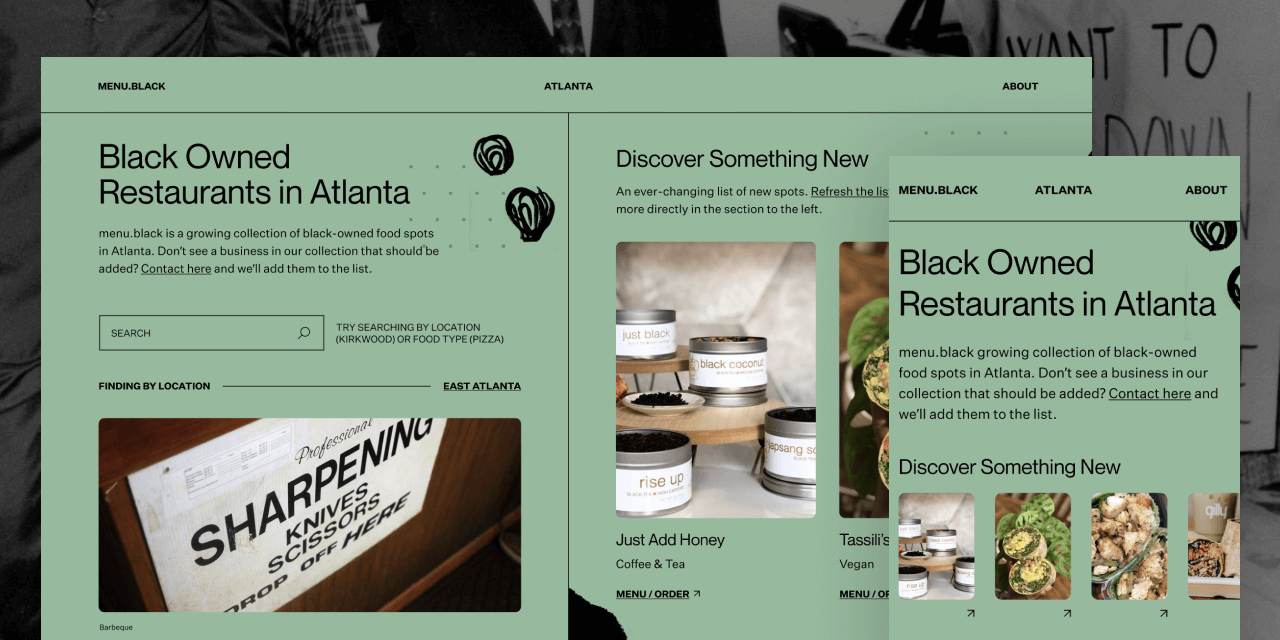 WANT TO
DOWN
MENU.BLACK
ATLANTA
ABOUT
Black Owned
Restaurants in Atlanta
menu.black is a growing collection of black-owned food spots
in Atlanta. Don’t see a business in our collection that should be
added? Contact here and we’ll add them to the list.
SEARCH
TRY SEARCHING BY LOCATION
(KIRKWOOD) OR FOOD TYPE (PIZZA)
FINDING BY LOCATION
EAST ATLANTA
Professional
SHARPENING
KNIVES
SCISSORS
DROP OFF HERE
Barbeque
Discover Something New
An ever-changing list of new spots. Refresh the lis
more directly in the section to the left.
just black
black coconut
rise up
lapsang so
Just Add Honey
Coffee & Tea
MENU / ORDER
Tassili’s
Vegan
MENU / OR
MENU.BLACK
ATLANTA
ABOUT
Black Owned
Restaurants in Atlanta
menu.black growing collection of black-owned
food spots in Atlanta. Don’t see a business in our
collection that should be added? Contact here and
we’ll add them to the list.
Discover Something New
rise up
gilly